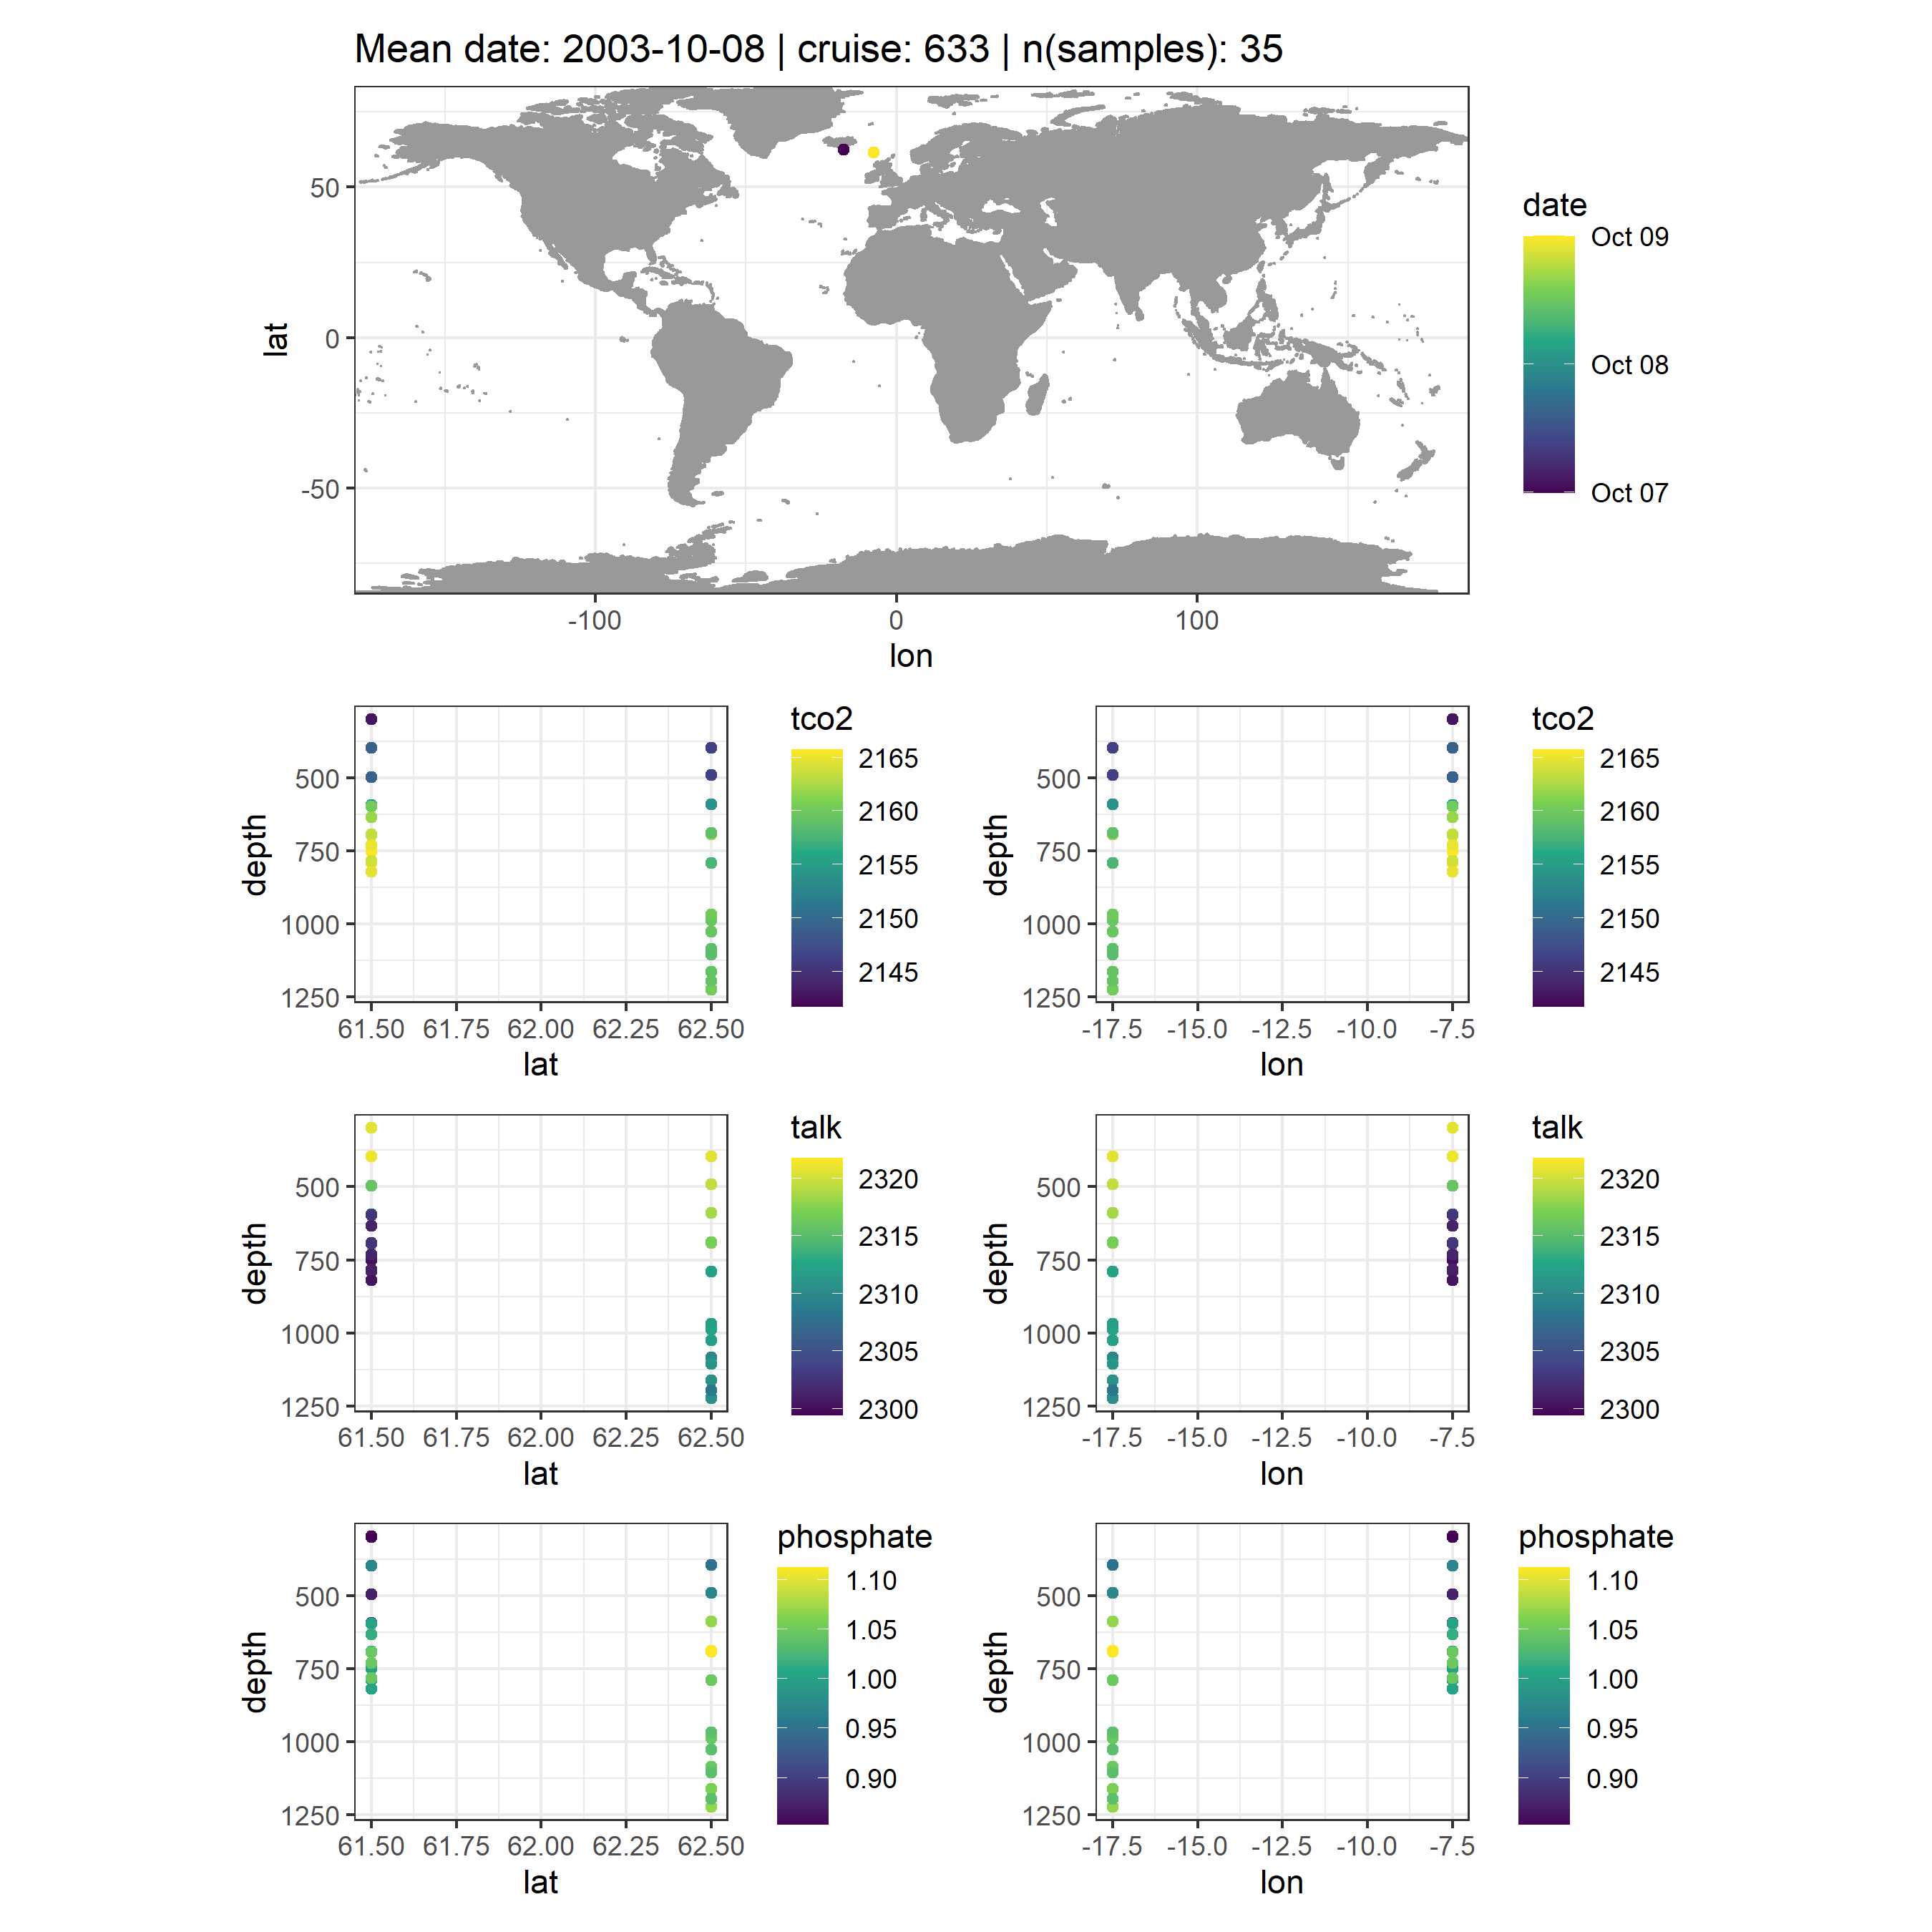 Mean date: 2003-10-08 | cruise: 633 | n(samples): 35
lat
50
0
-50
-100 0 100
lon
date
Oct 09
Oct 08
Oct 07
depth
500
750
1000
1250
61.50 61.75 62.00 62.25 62.50
lat
tco2
2165
2160
2155
2150
2145
depth
500
750
1000
1250
-17.5 -15.0 -12.5 -10.0 -7.5
lon
tco2
2165
2160
2155
2150
2145
depth
500
750
1000
1250
61.50 61.75 62.00 62.25 62.50
lat
talk
2320
2315
2310
2305
2300
depth
500
750
1000
1250
-17.5 -15.0 -12.5 -10.0 -7.5
lon
talk
2320
2315
2310
2305
2300
depth
500
750
1000
1250
61.50 61.75 62.00 62.25 62.50
lat
phosphate
1.10
1.05
1.00
0.95
0.90
depth
500
750
1000
1250
-17.5 -15.0 -12.5 -10.0 -7.5
lon
phosphate
1.10
1.05
1.00
0.95
0.90